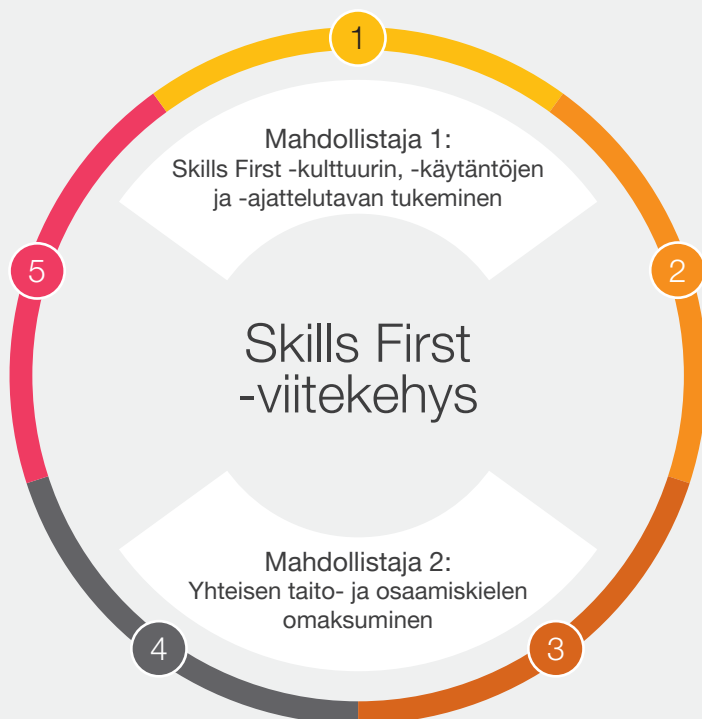 1
Mahdollistaja 1:
Skills First -kulttuurin, -käytäntöjen
ja -ajattelutavan tukeminen
5
2
Skills First
-viitekehys
Mahdollistaja 2:
Yhteisen taito- ja osaamiskielen
omaksuminen
4
3